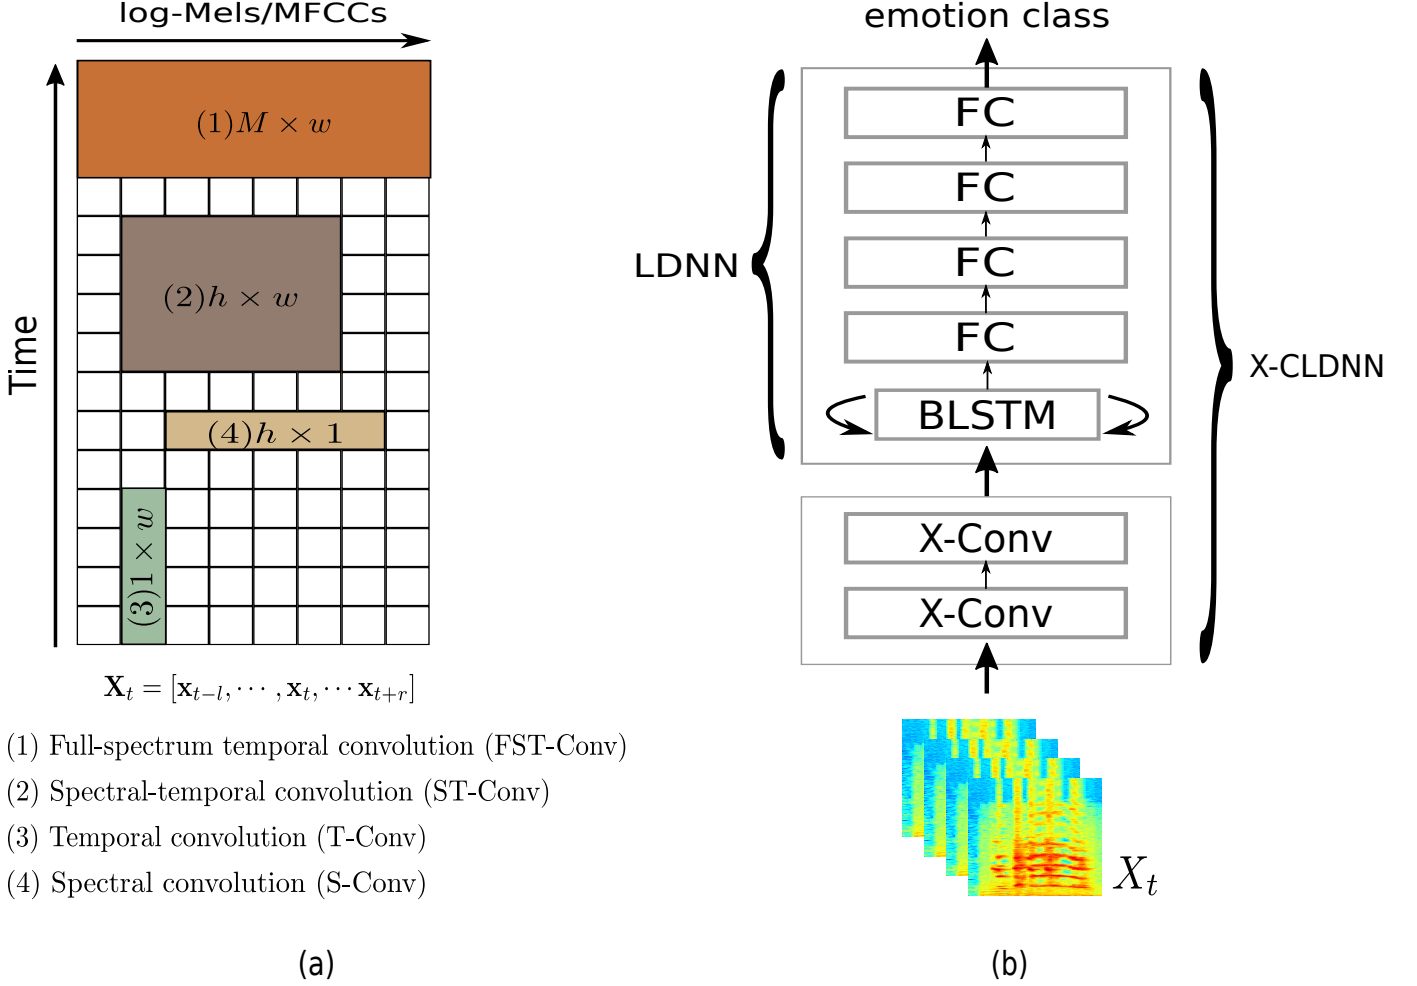 log-Mels/MFCCs
Time
(1)M × w
(2)h × w
(4)h × 1
(3)1 × w
X_t = [x_{t−l}, ⋯ , x_t, ⋯ x_{t+r}]
(1) Full-spectrum temporal convolution (FST-Conv)
(2) Spectral-temporal convolution (ST-Conv)
(3) Temporal convolution (T-Conv)
(4) Spectral convolution (S-Conv)
(a)
emotion class
FC
FC
FC
FC
BLSTM
LDNN
X-CLDNN
X-Conv
X-Conv
X_t
(b)